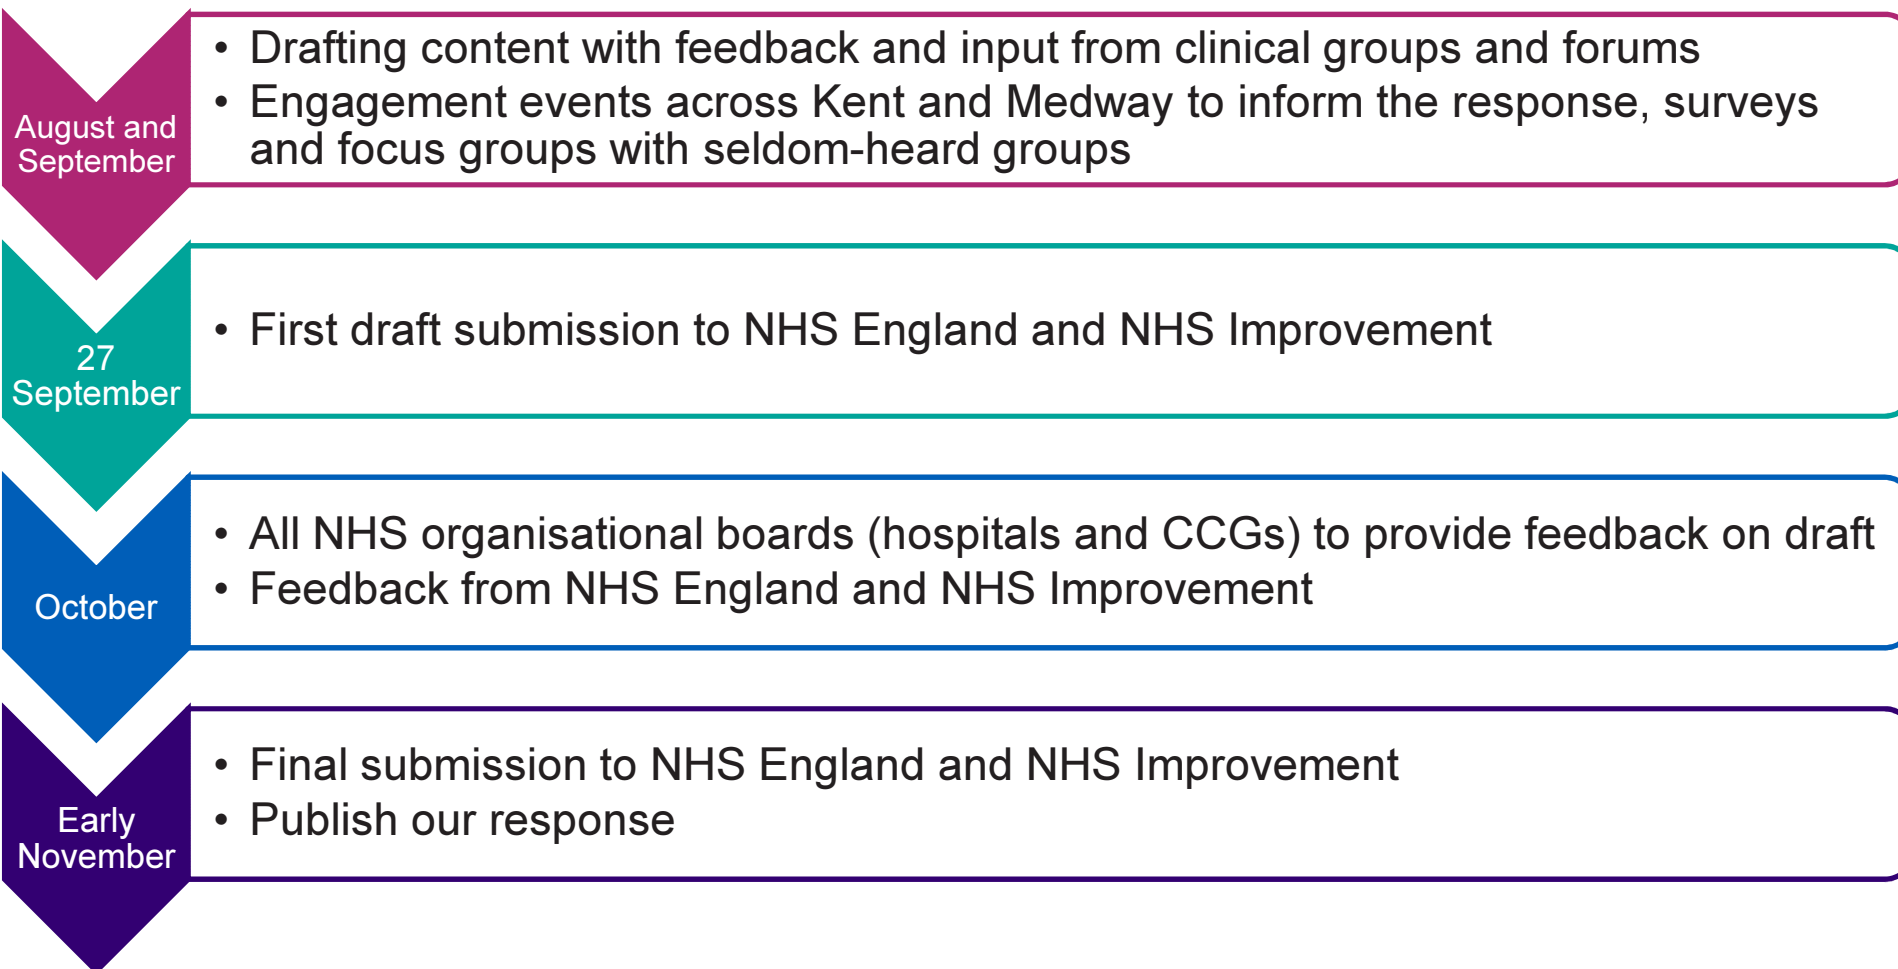 August and
September
• Drafting content with feedback and input from clinical groups and forums
• Engagement events across Kent and Medway to inform the response, surveys
and focus groups with seldom-heard groups
27
September
• First draft submission to NHS England and NHS Improvement
October
• All NHS organisational boards (hospitals and CCGs) to provide feedback on draft
• Feedback from NHS England and NHS Improvement
Early
November
• Final submission to NHS England and NHS Improvement
• Publish our response